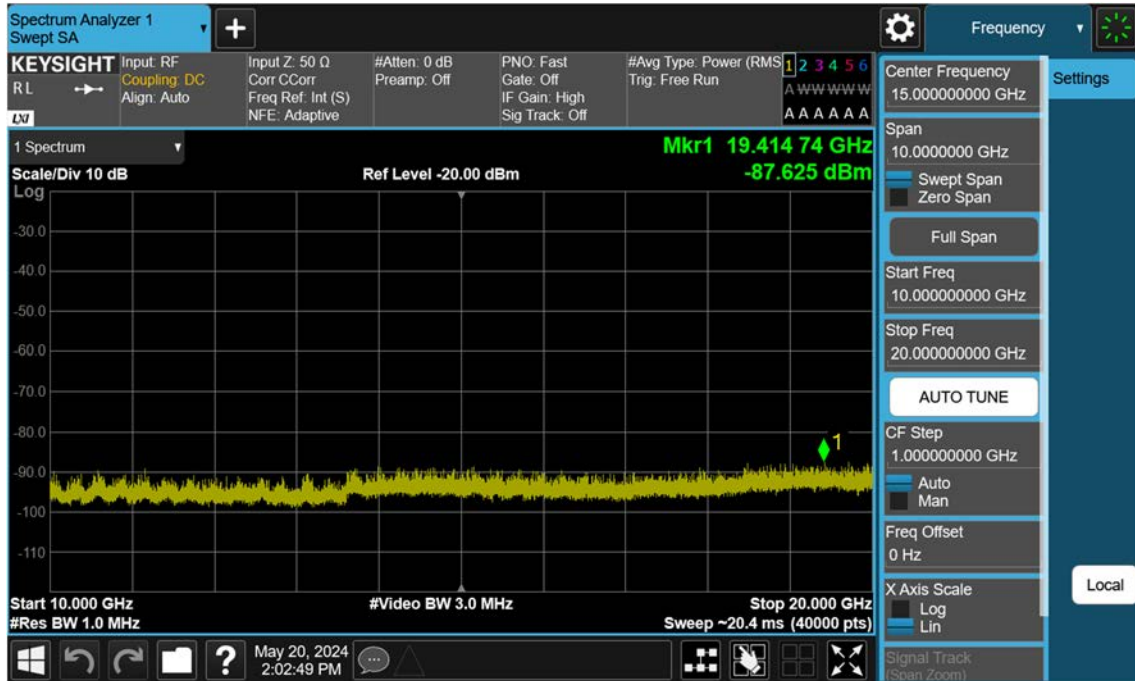 Spectrum Analyzer 1
Swept SA
Frequency
KEYSIGHT
R L
LXI
Input: RF
Coupling: DC
Align: Auto
Input Z: 50 Ω
Corr CCorr
Freq Ref: Int (S)
NFE: Adaptive
#Atten: 0 dB
Preamp: Off
PNO: Fast
Gate: Off
IF Gain: High
Sig Track: Off
#Avg Type: Power (RMS
Trig: Free Run
1 2 3 4 5 6
A W W W W W
A A A A A A
Center Frequency
15.000000000 GHz
Settings
1 Spectrum
Mkr1 19.414 74 GHz
-87.625 dBm
Scale/Div 10 dB
Ref Level -20.00 dBm
Log
-30.0
-40.0
-50.0
-60.0
-70.0
-80.0
-90.0
-100
-110
1
Start 10.000 GHz
#Video BW 3.0 MHz
Stop 20.000 GHz
#Res BW 1.0 MHz
Sweep ~20.4 ms (40000 pts)
Span
10.0000000 GHz
Swept Span
Zero Span
Full Span
Start Freq
10.000000000 GHz
Stop Freq
20.000000000 GHz
AUTO TUNE
CF Step
1.000000000 GHz
Auto
Man
Freq Offset
0 Hz
X Axis Scale
Log
Lin
Signal Track
(Span Zoom)
Local
?
May 20, 2024
2:02:49 PM